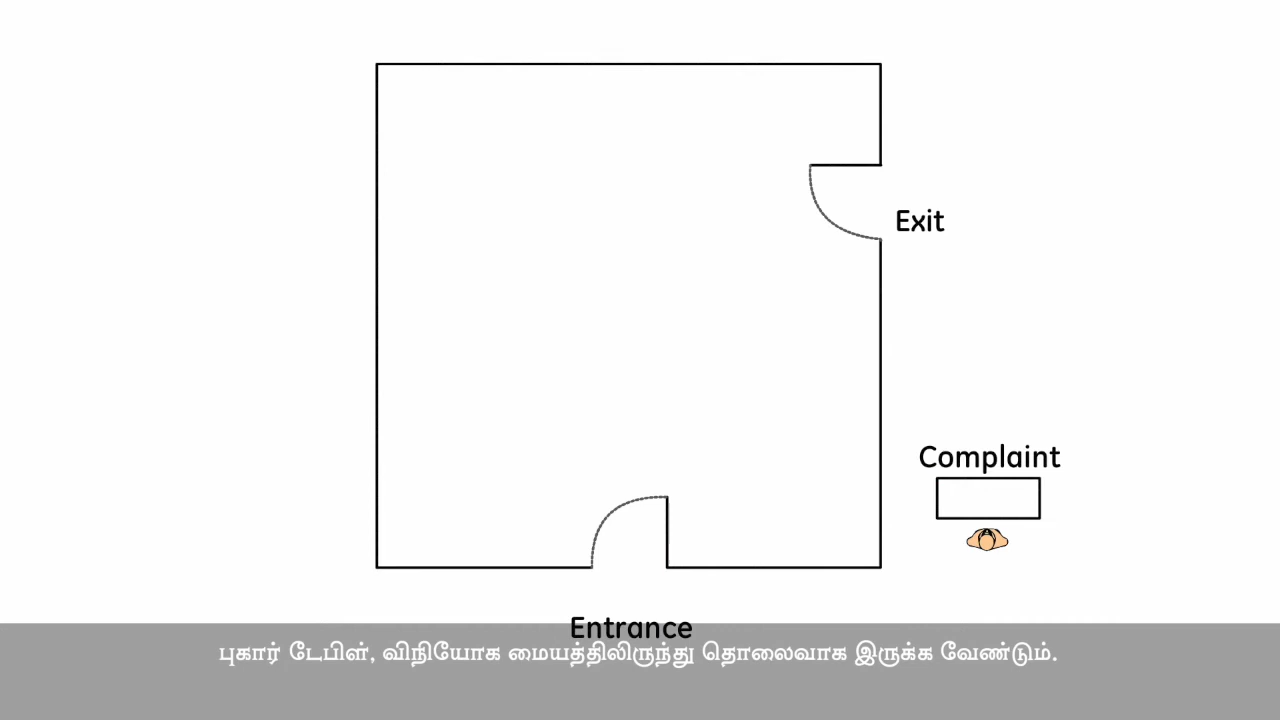 Exit
Complaint
Entrance
புகார் டேபிள், விநியோக மையத்திலிருந்து தொலைவாக இருக்க வேண்டும்.